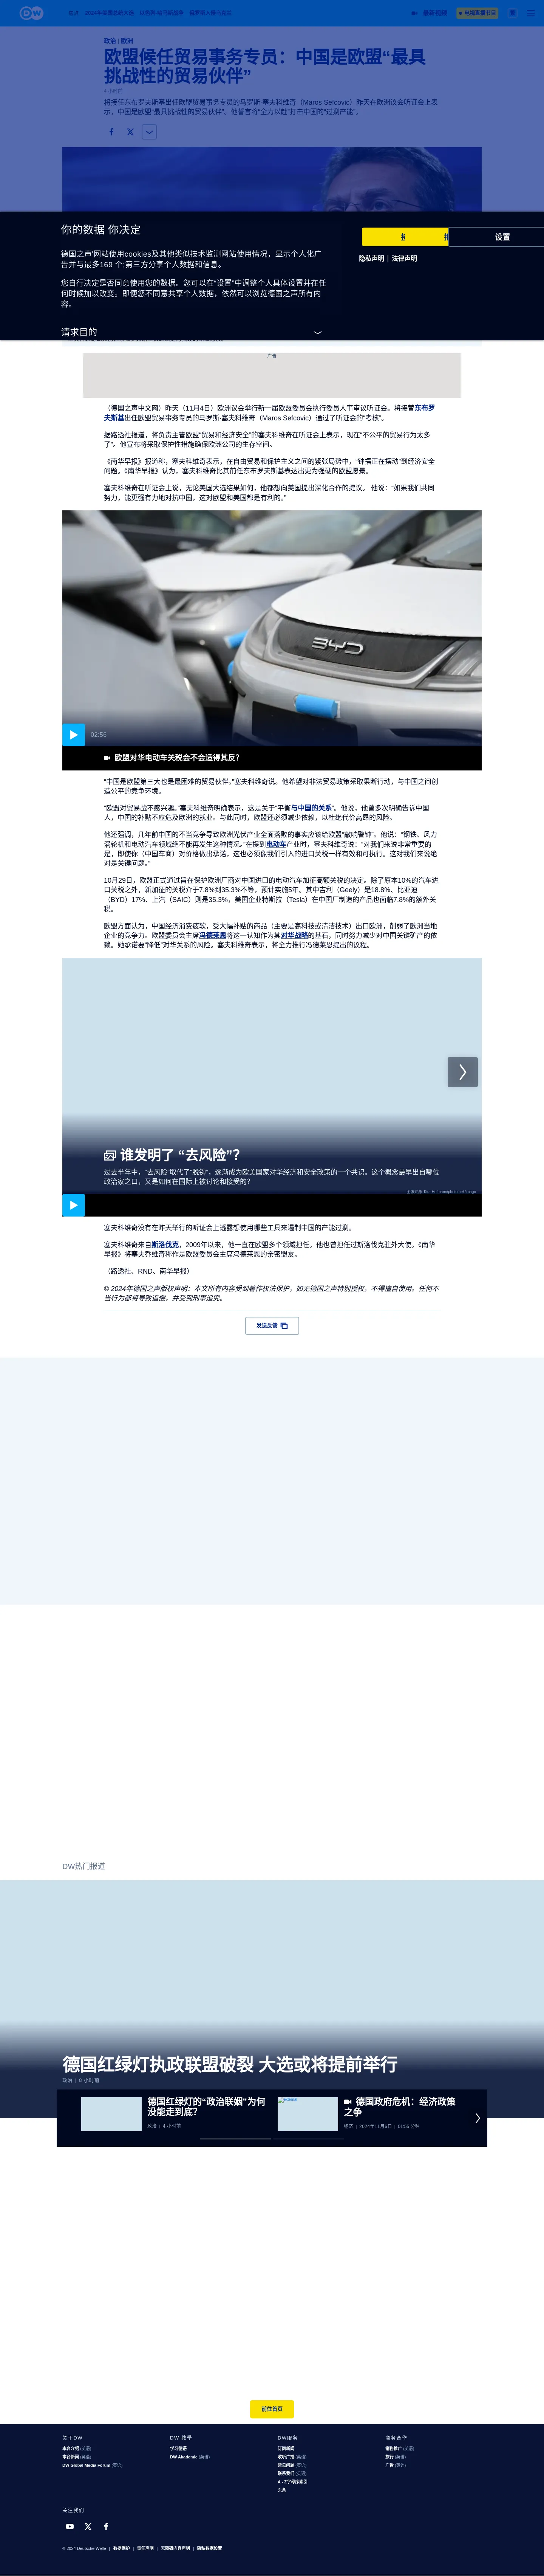 DW
最新视频
电视直播节目
政治 | 欧洲
欧盟候任贸易事务专员：中国是欧盟“最具
挑战性的贸易伙伴”
4 小时前
将接任东布罗夫斯基出任欧盟贸易事务专员的马罗斯·塞夫科维奇（Maros Sefcovic）昨天在欧洲议会听证会上表
示，中国是欧盟“最具挑战性的贸易伙伴”。他誓言将“全力以赴”打击中国的“过剩产能”。
你的数据 你决定
设置
德国之声'网站使用cookies及其他类似技术监测网站使用情况，显示个人化广
告并与最多169 个;第三方分享个人数据和信息。
隐私声明 | 法律声明
您自行决定是否同意使用您的数据。您可以在“设置”中调整个人具体设置并在任
何时候加以改变。即使您不同意共享个人数据，依然可以浏览德国之声所有内
容。
请求目的
广告
（德国之声中文网）昨天（11月4日）欧洲议会举行新一届欧盟委员会执行委员人事审议听证会。将接替东布罗
夫斯基出任欧盟贸易事务专员的马罗斯·塞夫科维奇（Maros Sefcovic）通过了听证会的“考核”。
据路透社报道，将负责主管欧盟“贸易和经济安全”的塞夫科维奇在听证会上表示，现在“不公平的贸易行为太多
了”。他宣布将采取保护性措施确保欧洲公司的生存空间。
《南华早报》报道称，塞夫科维奇表示，在自由贸易和保护主义之间的紧张局势中，“钟摆正在摆动”到经济安全
问题。《南华早报》认为，塞夫科维奇比其前任东布罗夫斯基表达出更为强硬的欧盟愿景。
塞夫科维奇在听证会上说，无论美国大选结果如何，他都想向美国提出深化合作的提议。 他说：“如果我们共同
努力，能更强有力地对抗中国，这对欧盟和美国都是有利的。”
BYD
02:56
欧盟对华电动车关税会不会适得其反？
“中国是欧盟第三大也是最困难的贸易伙伴。”塞夫科维奇说。他希望对非法贸易政策采取果断行动，与中国之间创
造公平的竞争环境。
“欧盟对贸易战不感兴趣。”塞夫科维奇明确表示，这是关于“平衡与中国的关系”。他说，他曾多次明确告诉中国
人，中国的补贴不应危及欧洲的就业。与此同时，欧盟还必须减少依赖，以杜绝代价高昂的风险。
他还强调，几年前中国的不当竞争导致欧洲光伏产业全面落败的事实应该给欧盟“敲响警钟”。他说：“钢铁、风力
涡轮机和电动汽车领域绝不能再发生这种情况。”在提到电动车产业时，塞夫科维奇说：“对我们来说非常重要的
是，即使你（中国车商）对价格做出承诺，这也必须像我们引入的进口关税一样有效和可执行。这对我们来说绝
对是关键问题。”
10月29日，欧盟正式通过旨在保护欧洲厂商对中国进口的电动汽车加征高额关税的决定。除了原本10%的汽车进
口关税之外，新加征的关税介于7.8%到35.3%不等，预计实施5年。其中吉利（Geely）是18.8%、比亚迪
（BYD）17%、上汽（SAIC）则是35.3%，美国企业特斯拉（Tesla）在中国厂制造的产品也面临7.8%的额外关
税。
欧盟方面认为，中国经济消费疲软，受大幅补贴的商品（主要是高科技或清洁技术）出口欧洲，削弱了欧洲当地
企业的竞争力。欧盟委员会主席冯德莱恩将这一认知作为其对华战略的基石，同时努力减少对中国关键矿产的依
赖。她承诺要“降低”对华关系的风险。塞夫科维奇表示，将全力推行冯德莱恩提出的议程。
谁发明了 “去风险”？
过去半年中，“去风险”取代了“脱钩”，逐渐成为欧美国家对华经济和安全政策的一个共识。这个概念最早出自哪位
政治家之口，又是如何在国际上被讨论和接受的？
塞夫科维奇没有在昨天举行的听证会上透露想使用哪些工具来遏制中国的产能过剩。
塞夫科维奇来自斯洛伐克，2009年以来，他一直在欧盟多个领域担任。他也曾担任过斯洛伐克驻外大使。《南华
早报》将塞乔维奇称作是欧盟委员会主席冯德莱恩的亲密盟友。
（路透社、RND、南华早报）
© 2024年德国之声版权声明：本文所有内容受到著作权法保护，如无德国之声特别授权，不得擅自使用。任何不
当行为都将导致追偿，并受到刑事追究。
发送反馈
DW热门报道
德国红绿灯执政联盟破裂 大选或将提前举行
政治 | 8 小时前
德国红绿灯的“政治联姻”为何
没能走到底？
政治 | 4 小时前
德国政府危机：经济政策
之争
经济 | 2024年11月6日 | 01:55 分钟
前往首页
关于DW
DW 教学
DW服务
商务合作
本台介绍 (英语)
学习德语
订阅新闻
销售推广 (英语)
本台新闻 (英语)
DW Akademie (英语)
收听广播 (英语)
旅行 (英语)
DW Global Media Forum (英语)
常见问题 (英语)
广告 (英语)
联系我们 (英语)
A - Z字母序索引
头条
关注我们
© 2024 Deutsche Welle | 数据保护 | 责任声明 | 无障碍内容声明 | 隐私数据设置